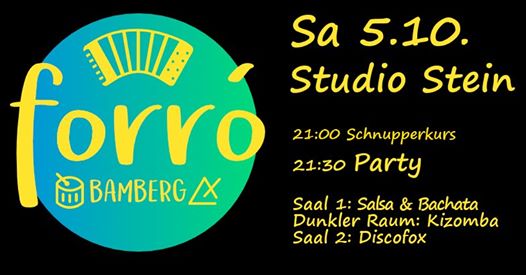 forró
BAMBERG
Sa 5.10.
Studio Stein
21:00 Schnupperkurs
21:30 Party
Saal 1: Salsa & Bachata
Dunkler Raum: Kizomba
Saal 2: Discofox